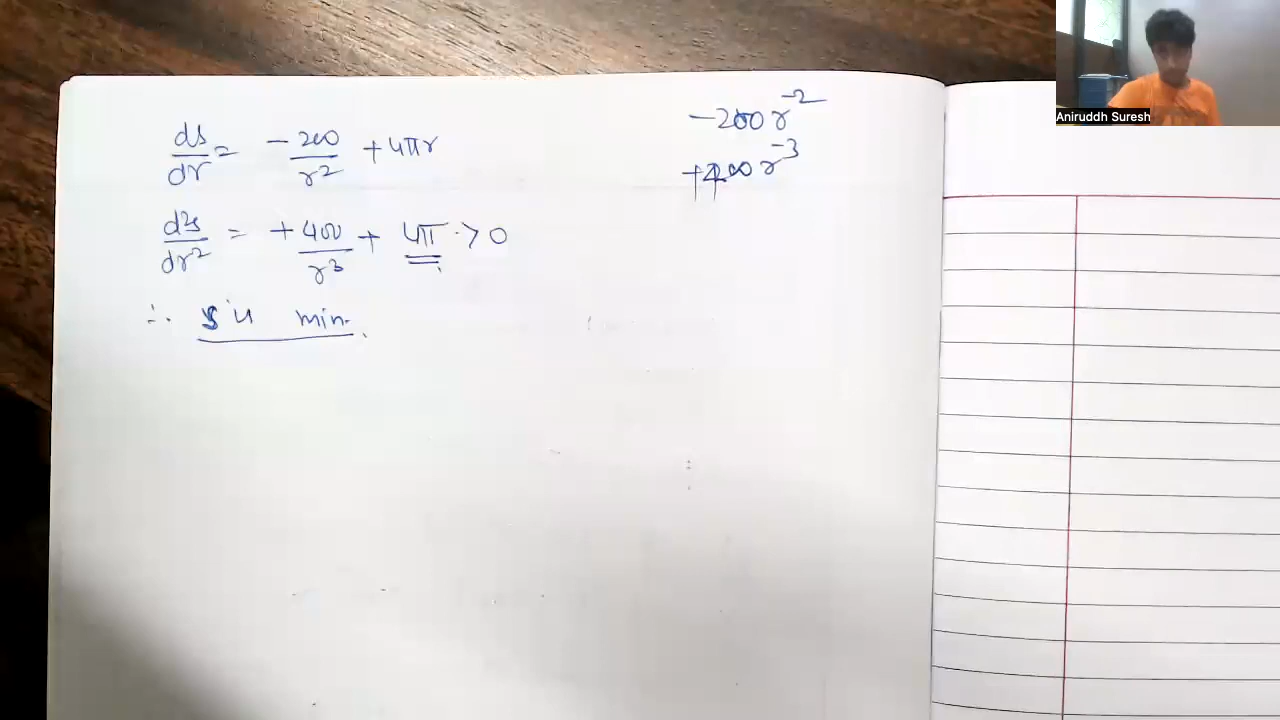 ds/dr = -200/r² + 4πr
d²s/dr² = +400/r³ + 4π > 0
∴ S is min.
-200 r⁻²
+400 r⁻³
Aniruddh Suresh